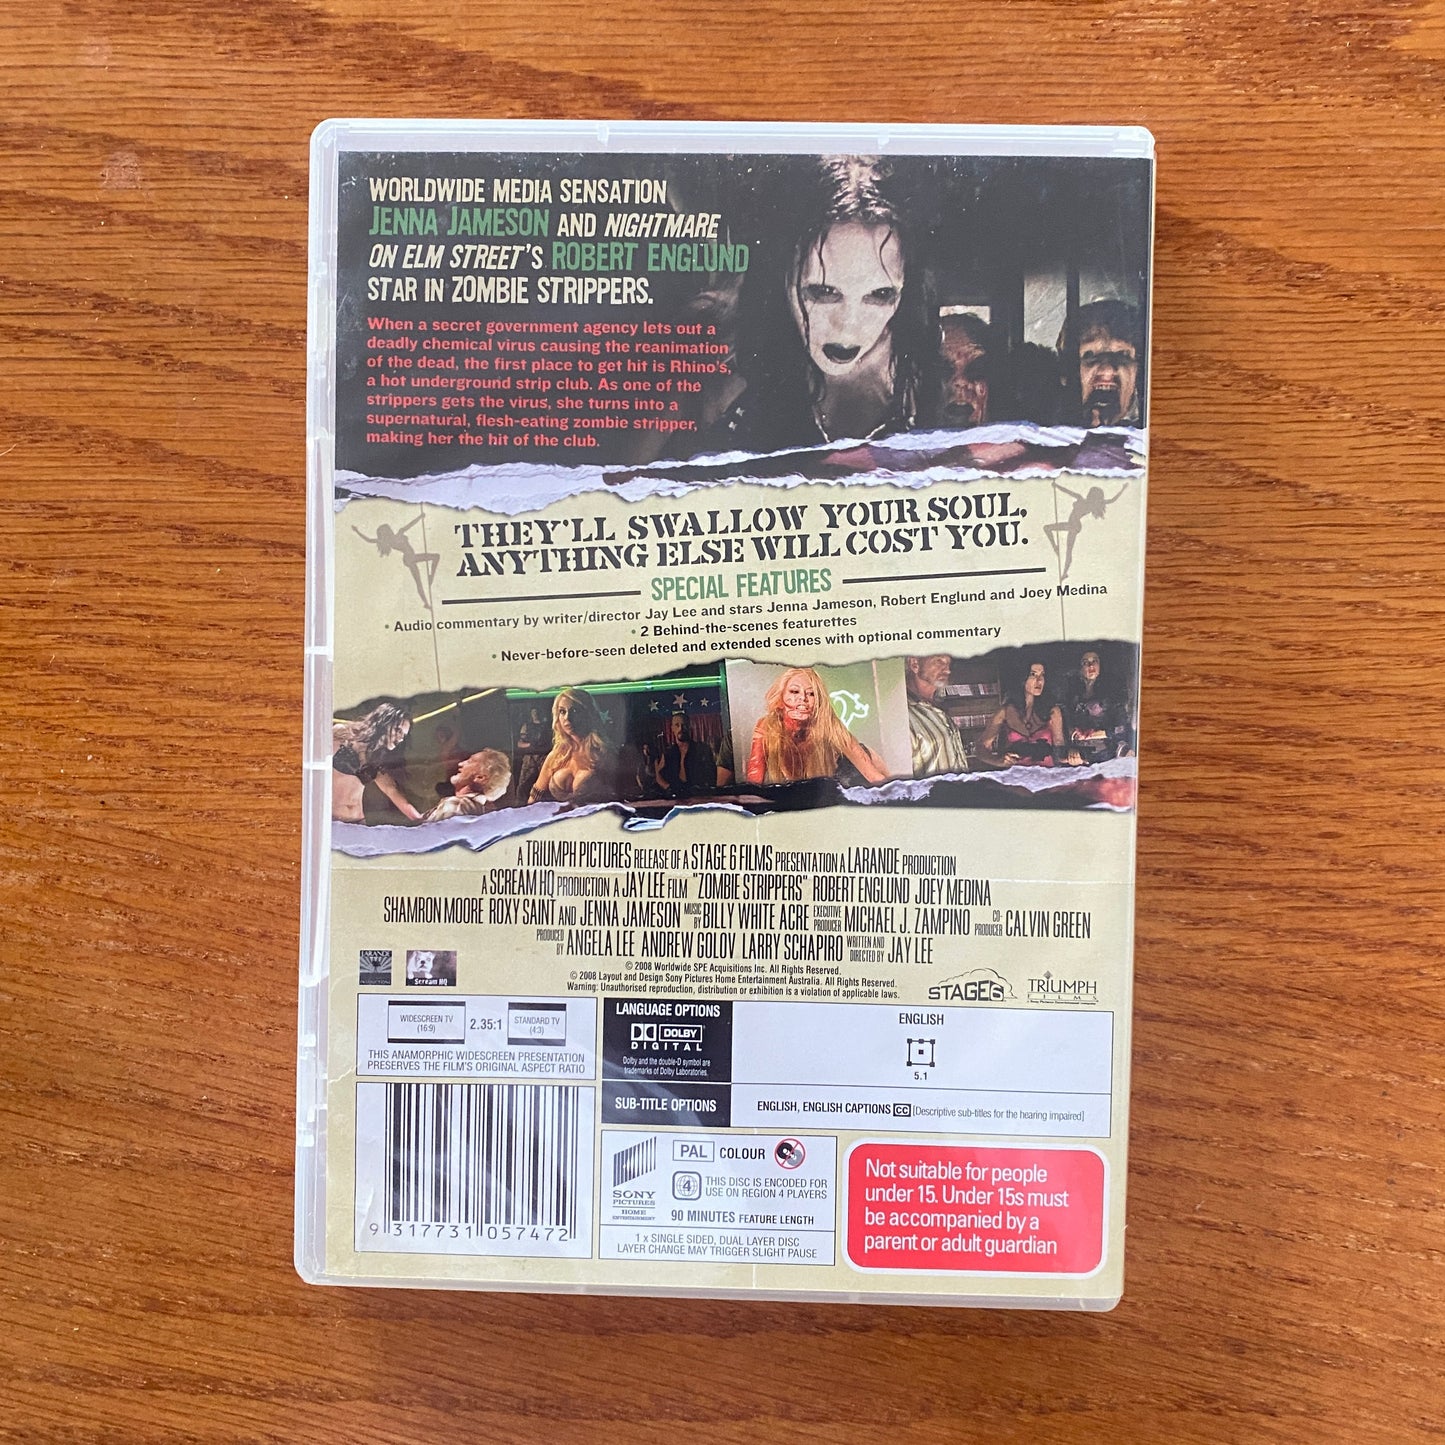 WORLDWIDE MEDIA SENSATION
JENNA JAMESON AND NIGHTMARE
ON ELM STREET'S ROBERT ENGLUND
STAR IN ZOMBIE STRIPPERS.
When a secret government agency lets out a
deadly chemical virus causing the reanimation
of the dead, the first place to get hit is Rhino's,
a hot underground strip club. As one of the
strippers gets the virus, she turns into a
supernatural, flesh-eating zombie stripper,
making her the hit of the club.
THEY'LL SWALLOW YOUR SOUL,
ANYTHING ELSE WILL COST YOU.
SPECIAL FEATURES
• Audio commentary by writer/director Jay Lee and stars Jenna Jameson, Robert Englund and Joey Medina
• 2 Behind-the-scenes featurettes
• Never-before-seen deleted and extended scenes with optional commentary
A TRIUMPH PICTURES RELEASE OF A STAGE 6 FILMS PRESENTATION A LARANDE PRODUCTION
A SCREAM HQ PRODUCTION A JAY LEE FILM "ZOMBIE STRIPPERS" ROBERT ENGLUND JOEY MEDINA
SHAMRON MOORE ROXY SAINT AND JENNA JAMESON MUSIC BY BILLY WHITE ACRE EXECUTIVE PRODUCER MICHAEL J. ZAMPINO CO-PRODUCER CALVIN GREEN
PRODUCED BY ANGELA LEE ANDREW GOLOV LARRY SCHAPIRO WRITTEN AND DIRECTED BY JAY LEE
© 2008 Worldwide SPE Acquisitions Inc. All Rights Reserved.
© 2008 Layout and Design Sony Pictures Home Entertainment Australia. All Rights Reserved.
Warning: Unauthorised reproduction, distribution or exhibition is a violation of applicable laws.
LARANDE
PRODUCTIONS
Scream HQ
STAGE 6
TRIUMPH
FILMS
WIDESCREEN TV
(16:9)
2.35:1
STANDARD TV
(4:3)
THIS ANAMORPHIC WIDESCREEN PRESENTATION
PRESERVES THE FILM'S ORIGINAL ASPECT RATIO
LANGUAGE OPTIONS
DOLBY
DIGITAL
Dolby and the double-D symbol are
trademarks of Dolby Laboratories.
ENGLISH
5.1
SUB-TITLE OPTIONS
ENGLISH, ENGLISH CAPTIONS CC [Descriptive sub-titles for the hearing impaired]
9 317731 057472
SONY
PICTURES
HOME
ENTERTAINMENT
PAL COLOUR
4 THIS DISC IS ENCODED FOR
USE ON REGION 4 PLAYERS
90 MINUTES FEATURE LENGTH
1 x SINGLE SIDED, DUAL LAYER DISC
LAYER CHANGE MAY TRIGGER SLIGHT PAUSE
Not suitable for people
under 15. Under 15s must
be accompanied by a
parent or adult guardian